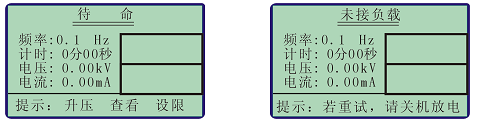 待 命
频率:0.1 Hz
计时: 0分00秒
电压: 0.00kV
电流: 0.00mA
提示: 升压 查看 设限
未接负载
频率:0.1 Hz
计时: 0分00秒
电压: 0.00kV
电流: 0.00mA
提示: 若重试, 请关机放电